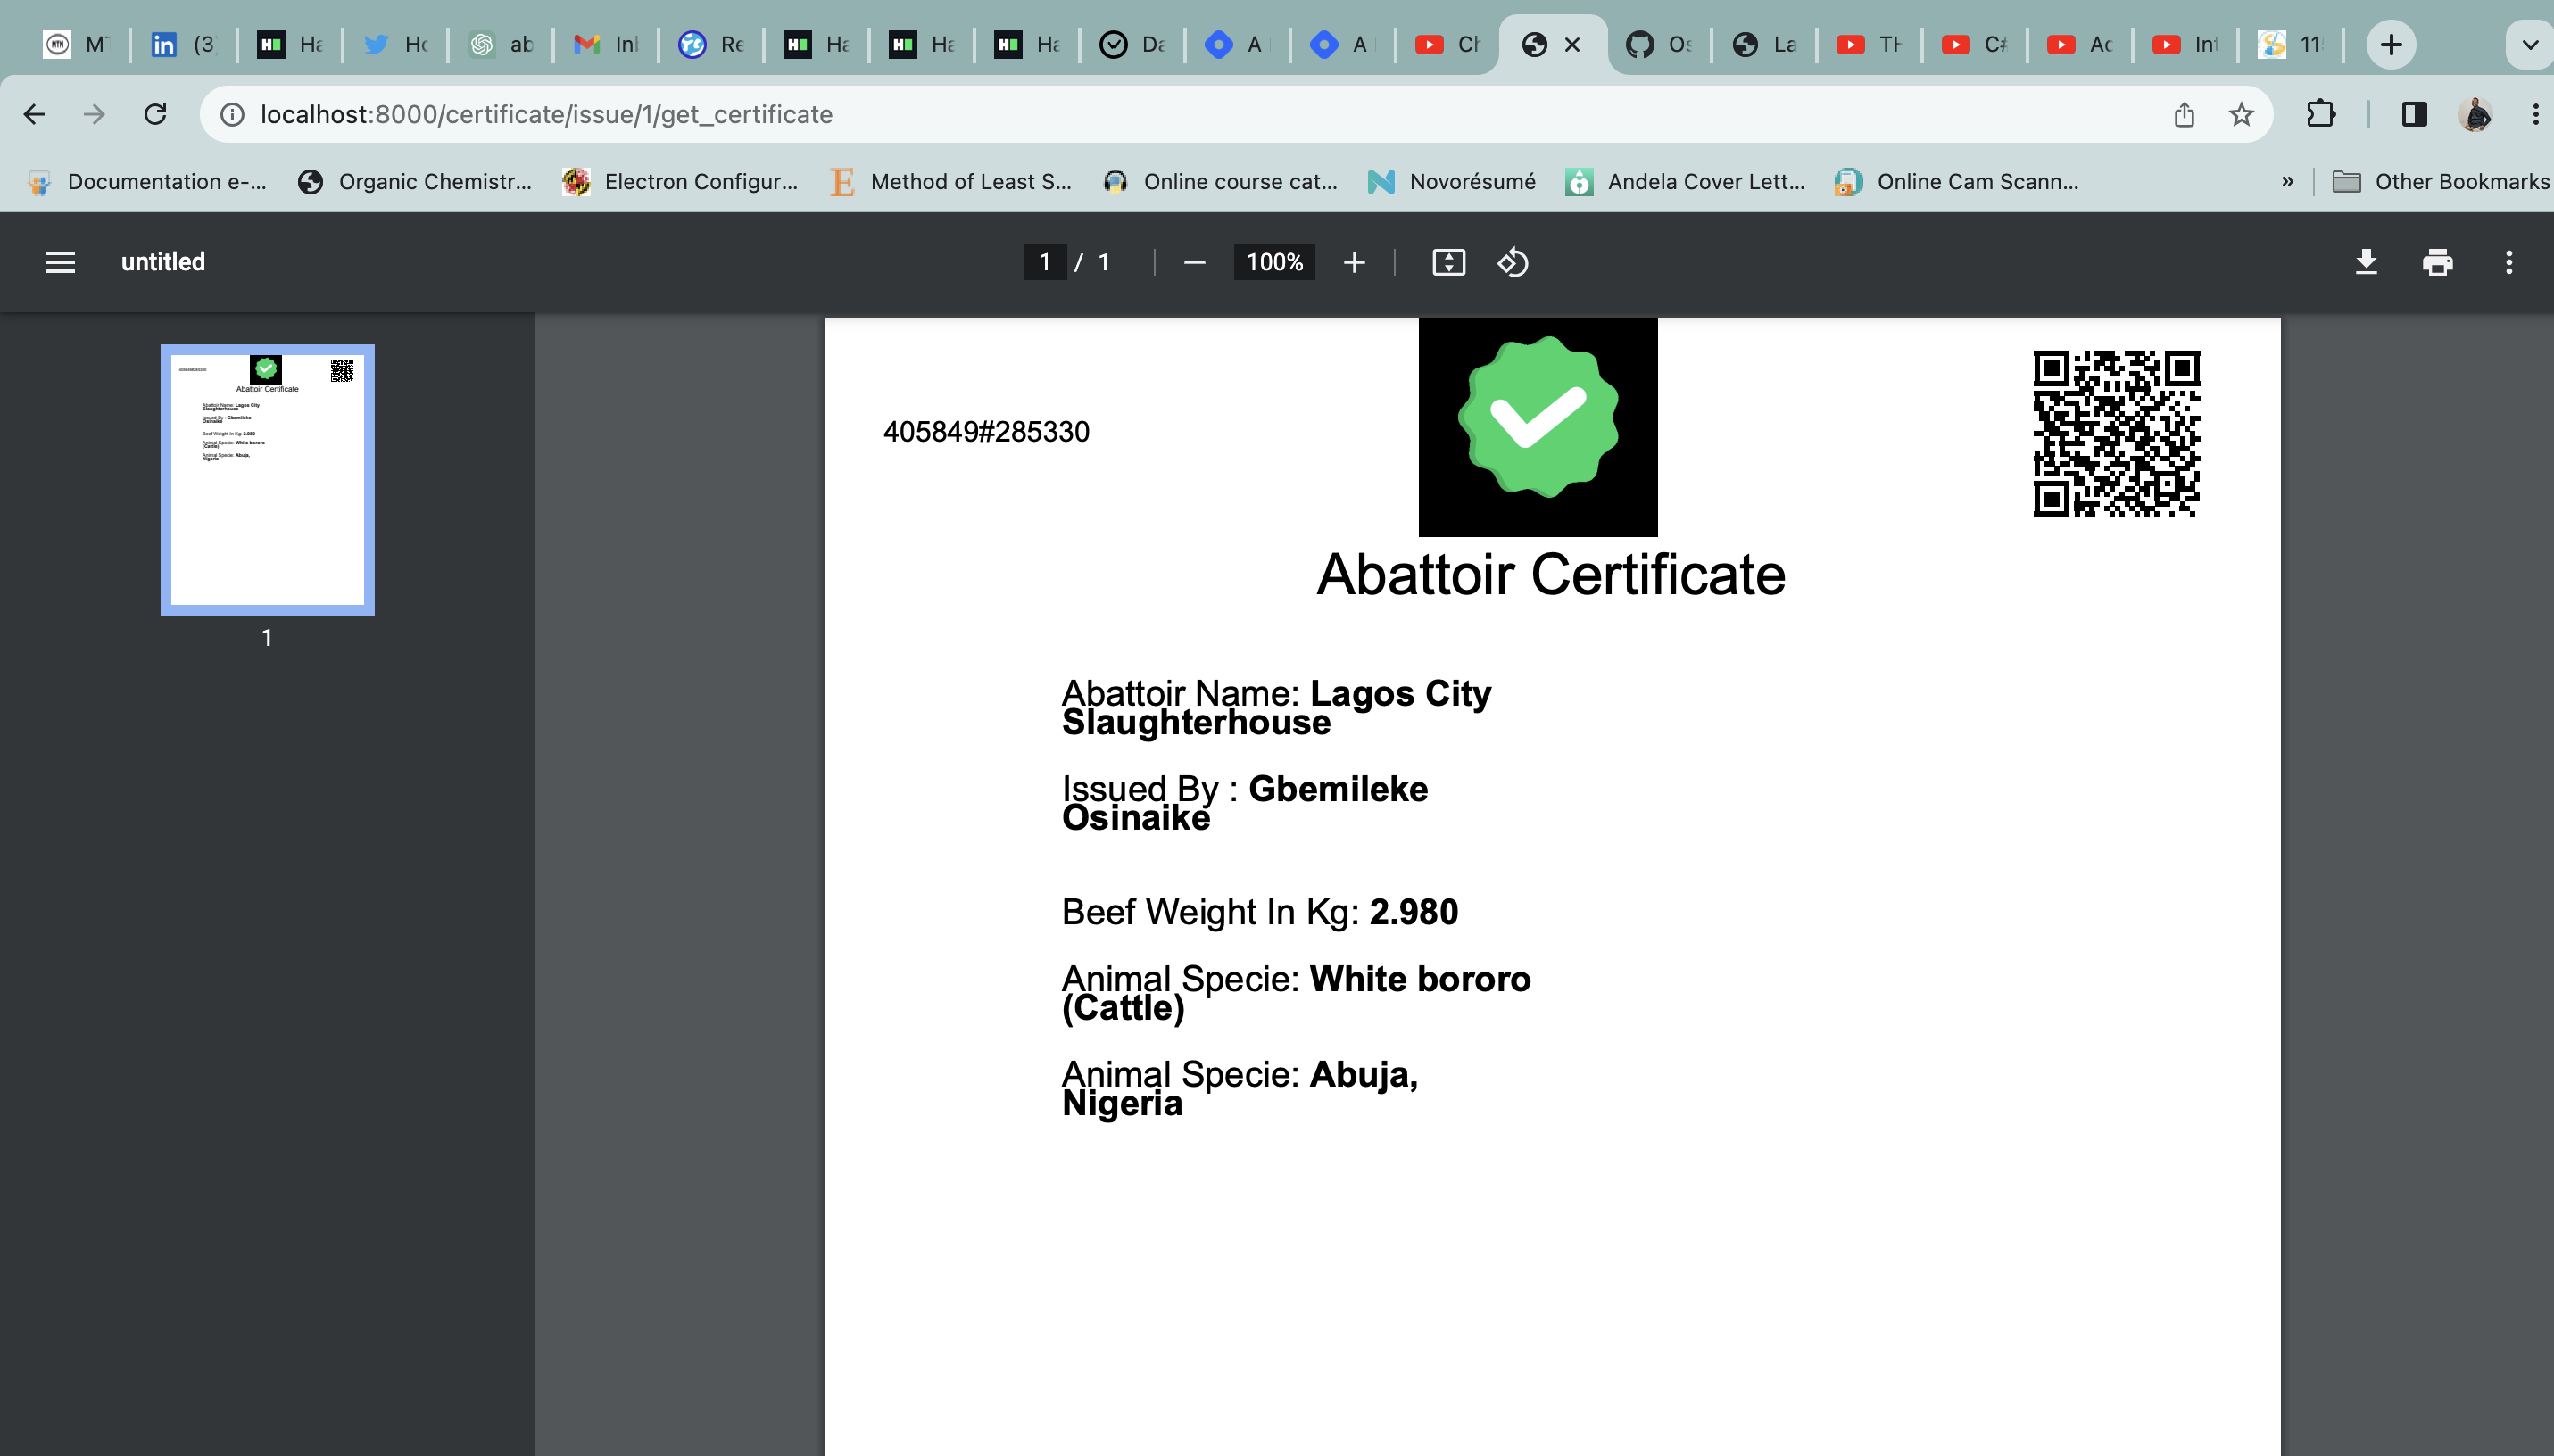 M
(3
Ha
Ho
ab
Inl
Re
Ha
Ha
Ha
Da
A
A
Ch
Os
La
TH
C#
Ac
Int
11
localhost:8000/certificate/issue/1/get_certificate
Documentation e-...
Organic Chemistr...
Electron Configur...
Method of Least S...
Online course cat...
Novorésumé
Andela Cover Lett...
Online Cam Scann...
»
Other Bookmarks
untitled
1 / 1
100%
1
405849#285330
Abattoir Certificate
Abattoir Name: Lagos City
Slaughterhouse
Issued By : Gbemileke
Osinaike
Beef Weight In Kg: 2.980
Animal Specie: White bororo
(Cattle)
Animal Specie: Abuja,
Nigeria